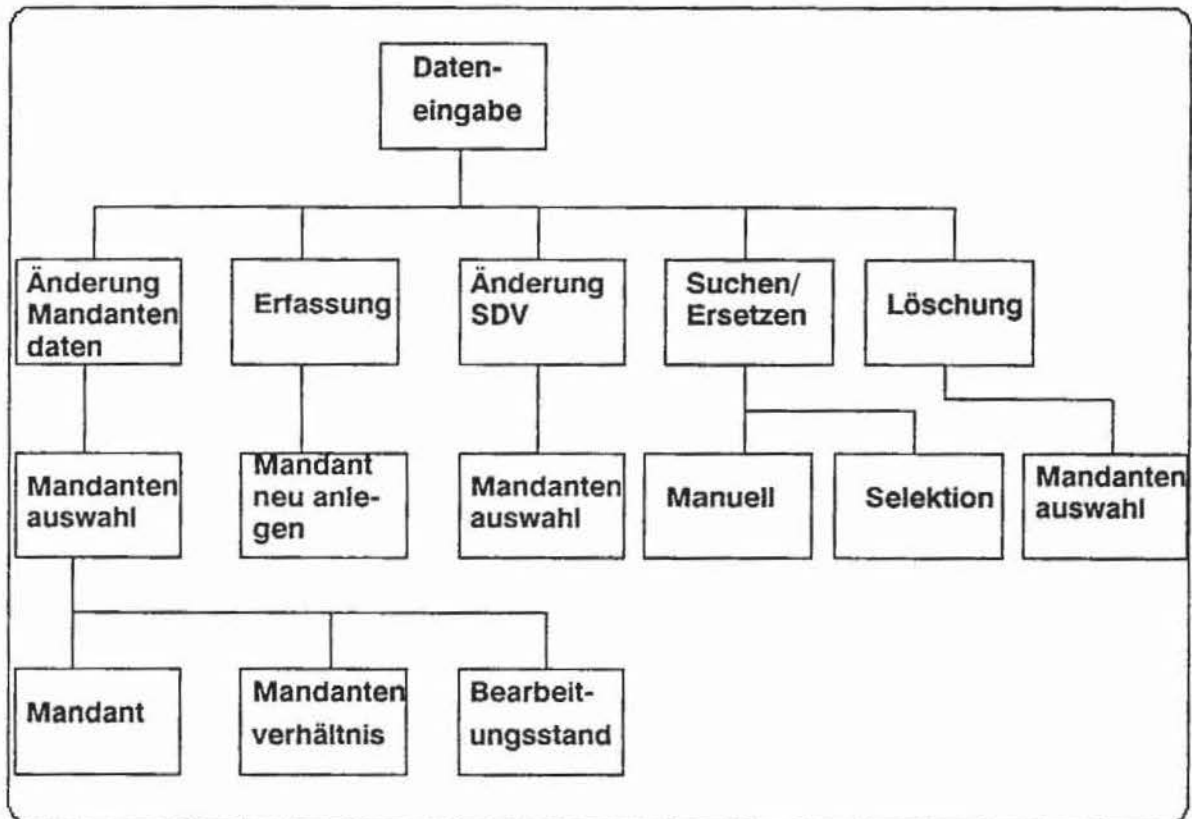 Daten-
eingabe
Änderung
Mandanten
daten
Erfassung
Änderung
SDV
Suchen/
Ersetzen
Löschung
Mandanten
auswahl
Mandant
neu anle-
gen
Mandanten
auswahl
Manuell
Selektion
Mandanten
auswahl
Mandant
Mandanten
verhältnis
Bearbeit-
ungsstand